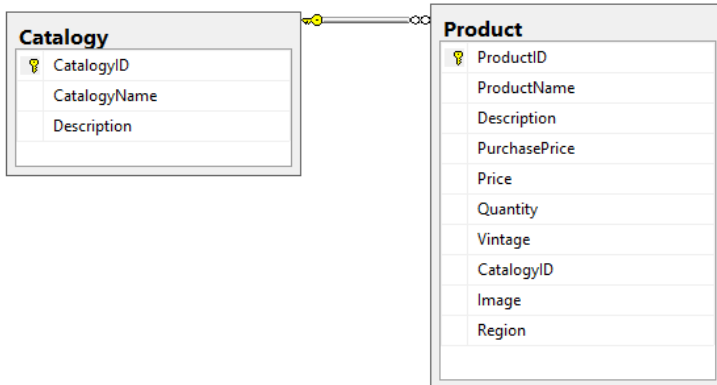 Catalogy
CatalogyID
CatalogyName
Description
Product
ProductID
ProductName
Description
PurchasePrice
Price
Quantity
Vintage
CatalogyID
Image
Region